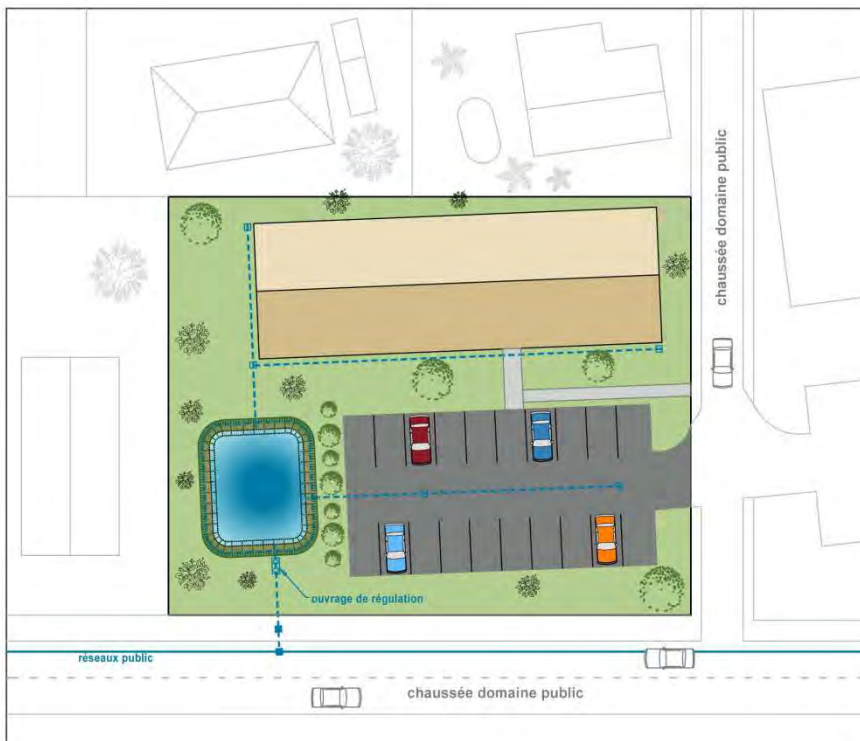 chaussée domaine public
ouvrage de régulation
réseaux public
chaussée domaine public